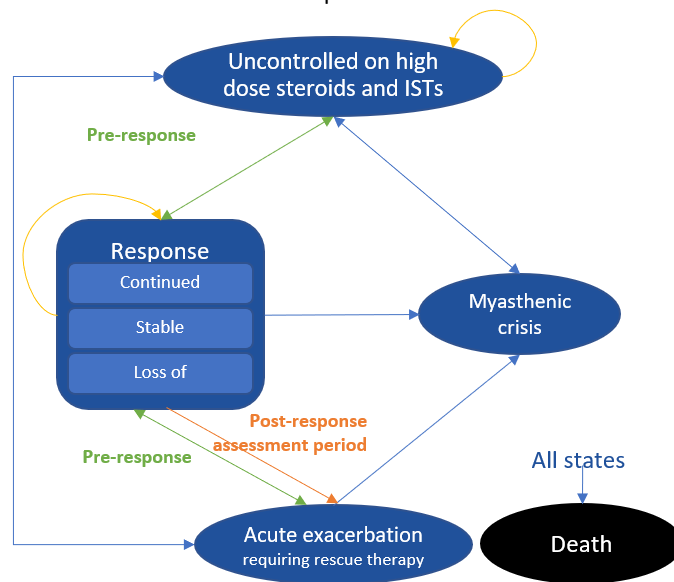 Uncontrolled on high
dose steroids and ISTs
Pre-response
Response
Continued
Stable
Loss of
Myasthenic
crisis
Post-response
assessment period
Pre-response
All states
Acute exacerbation
requiring rescue therapy
Death